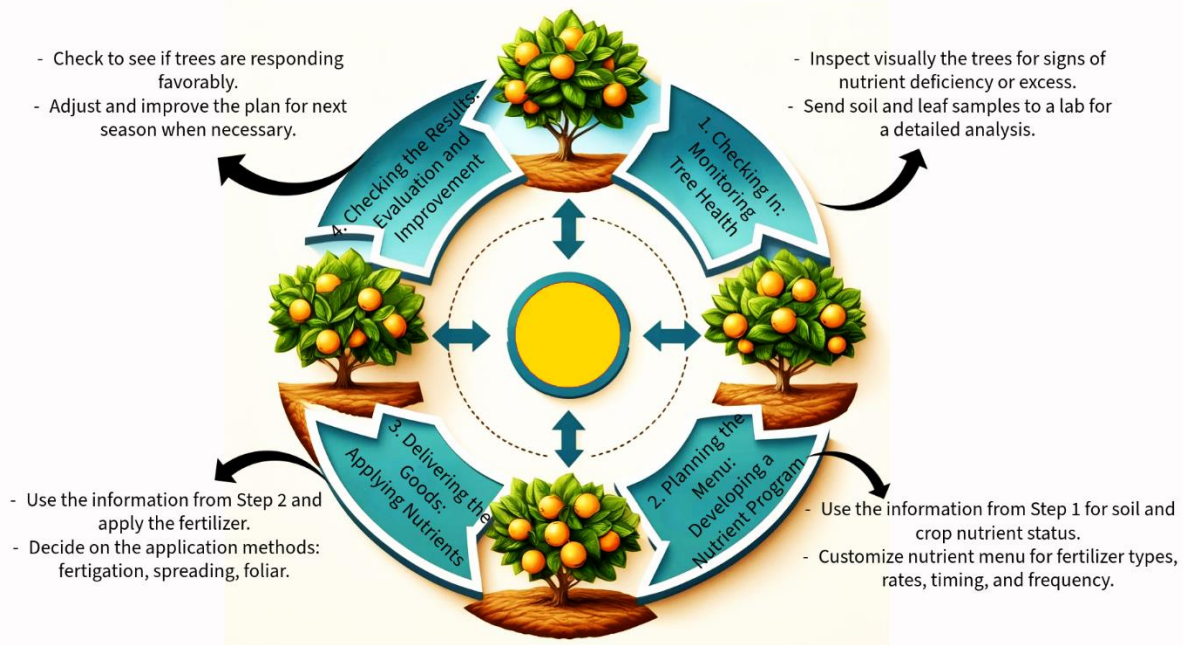 - Check to see if trees are responding
favorably.
- Adjust and improve the plan for next
season when necessary.
- Inspect visually the trees for signs of
nutrient deficiency or excess.
- Send soil and leaf samples to a lab for
a detailed analysis.
4. Checking the Results:
Evaluation and
Improvement
1. Checking In:
Monitoring
Tree Health
3. Delivering the
Goods:
Applying Nutrients
2. Planning the
Menu:
Developing a
Nutrient Program
- Use the information from Step 2 and
apply the fertilizer.
- Decide on the application methods:
fertigation, spreading, foliar.
- Use the information from Step 1 for soil and
crop nutrient status.
- Customize nutrient menu for fertilizer types,
rates, timing, and frequency.